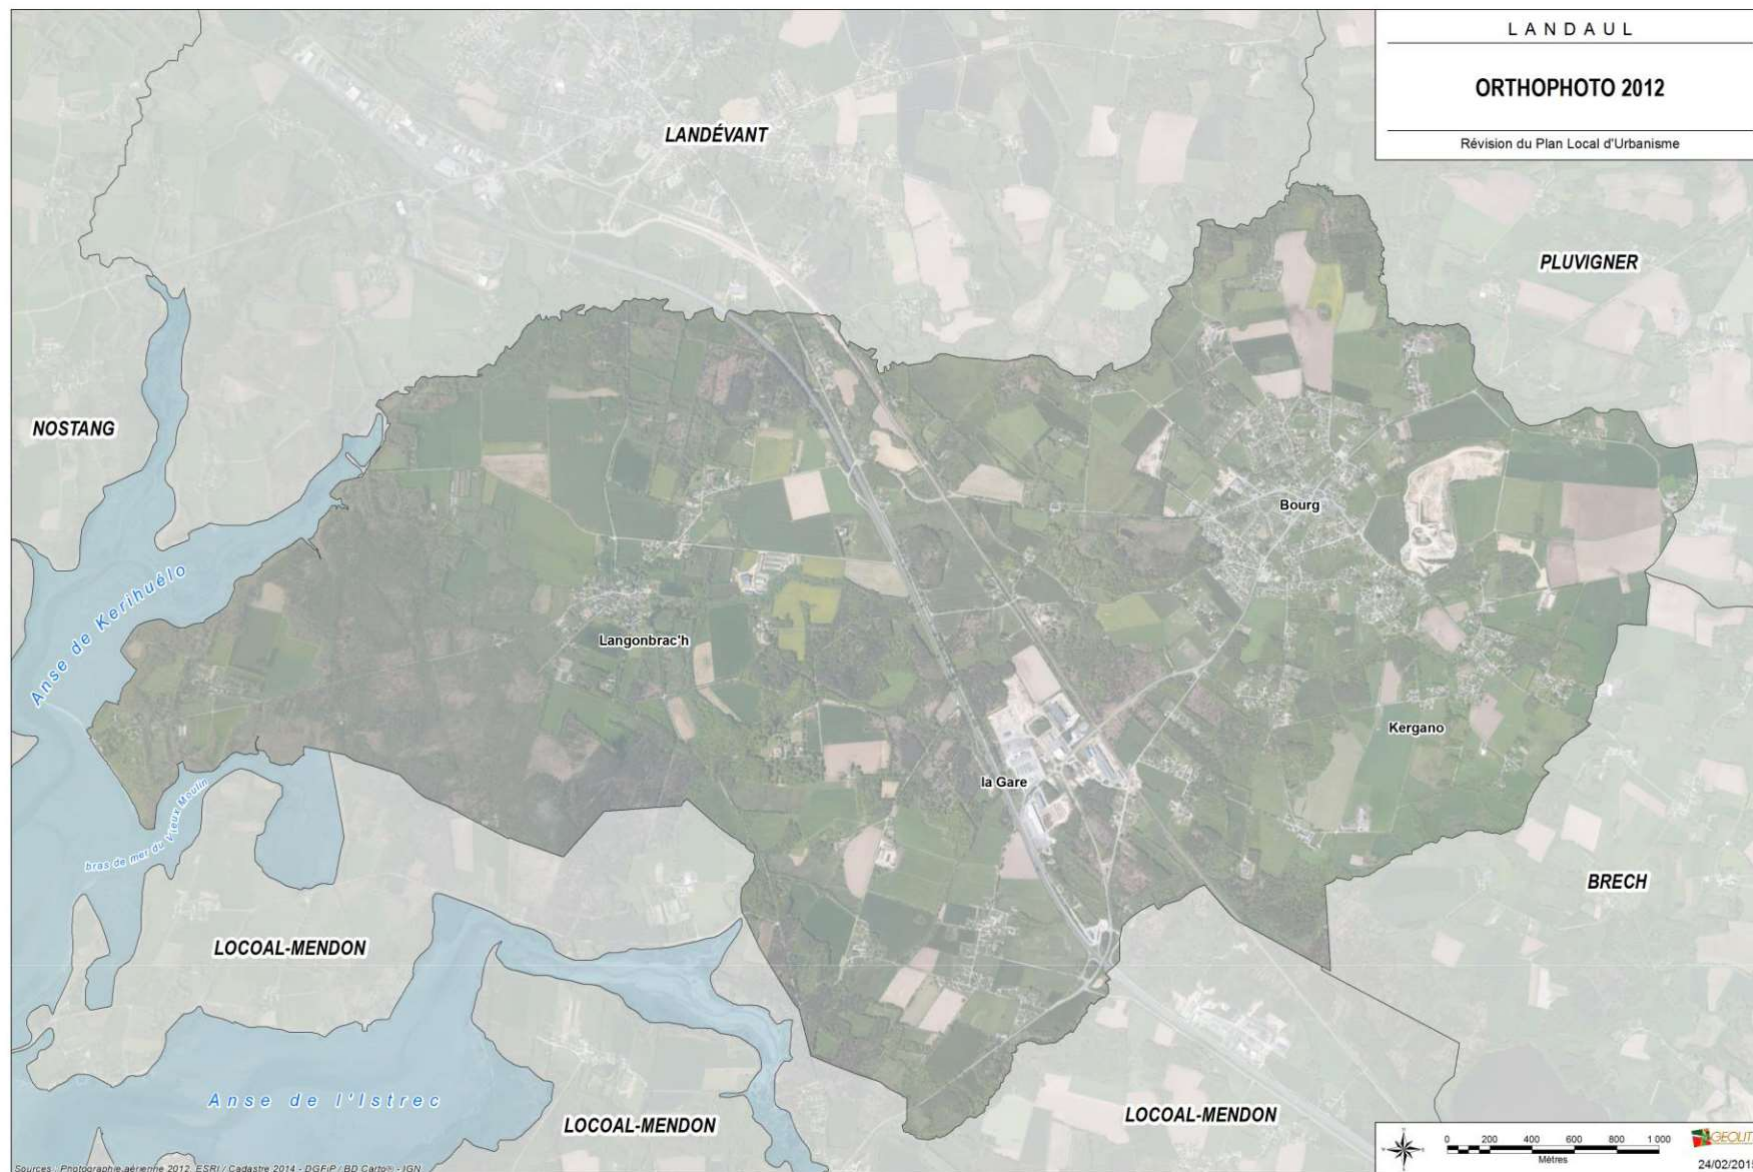 LANDAUL
ORTHOPHOTO 2012
Révision du Plan Local d'Urbanisme
LANDÉVANT
PLUVIGNER
NOSTANG
Bourg
Anse de Kerihuélo
Langonbrac'h
Kergano
la Gare
bras de mer du Vieux Moulin
BRECH
LOCOAL-MENDON
Anse de l'Istrec
LOCOAL-MENDON
LOCOAL-MENDON
0 200 400 600 800 1 000
Mètres
GEOLIT
24/02/201
Sources : Photographie aérienne 2012, ESRI / Cadastre 2014 - DGFiP / BD Carto® - IGN